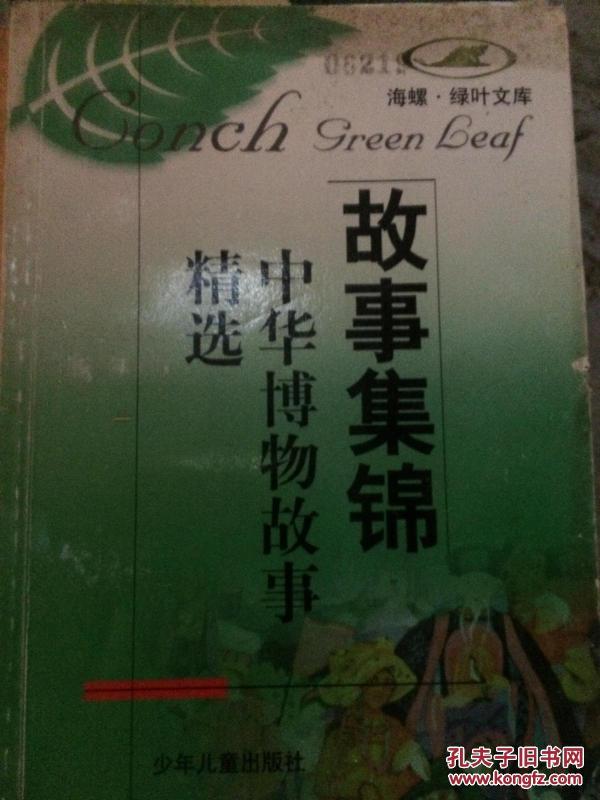 海螺·绿叶文库
Conch Green Leaf
故事集锦
中华博物故事
精选
少年儿童出版社
孔夫子旧书网
www.kongfz.com